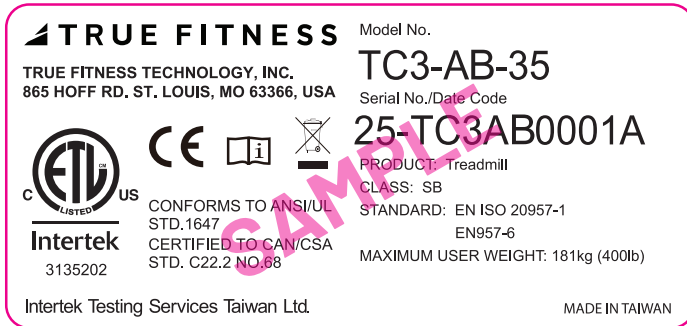 TRUE FITNESS
TRUE FITNESS TECHNOLOGY, INC.
865 HOFF RD. ST. LOUIS, MO 63366, USA
C ETL CM US
LISTED
Intertek
3135202
CE
i
CONFORMS TO ANSI/UL
STD.1647
CERTIFIED TO CAN/CSA
STD. C22.2 NO.68
Intertek Testing Services Taiwan Ltd.
Model No.
TC3-AB-35
Serial No./Date Code
25-TC3AB0001A
PRODUCT: Treadmill
CLASS: SB
STANDARD: EN ISO 20957-1
EN957-6
MAXIMUM USER WEIGHT: 181kg (400lb)
MADE IN TAIWAN
SAMPLE